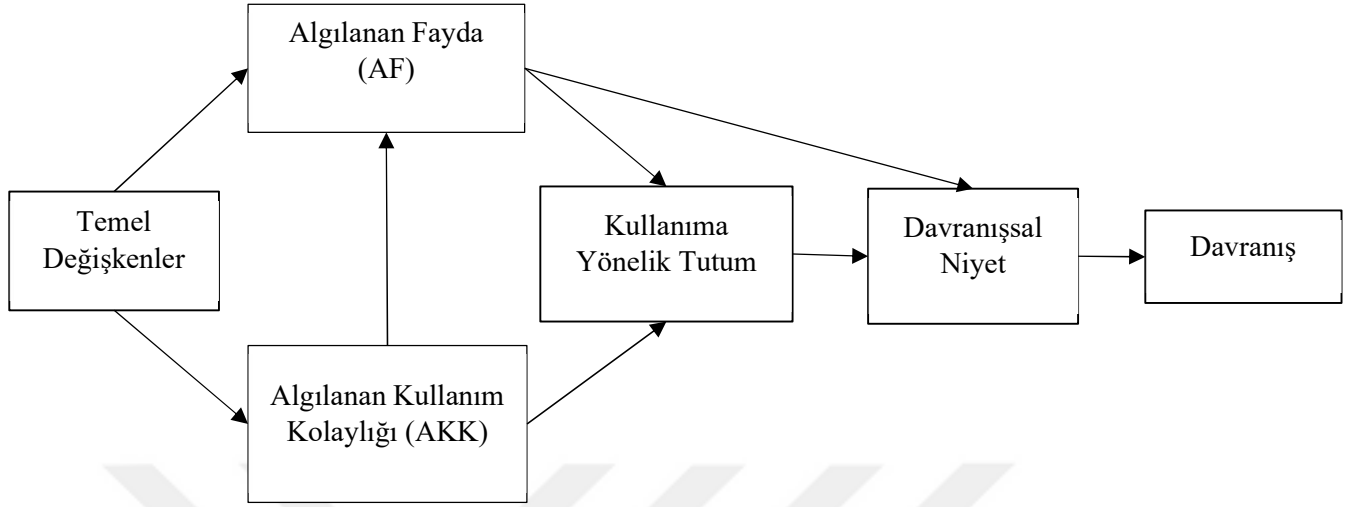 Algılanan Fayda
(AF)
Temel
Değişkenler
Kullanıma
Yönelik Tutum
Davranışsal
Niyet
Davranış
Algılanan Kullanım
Kolaylığı (AKK)